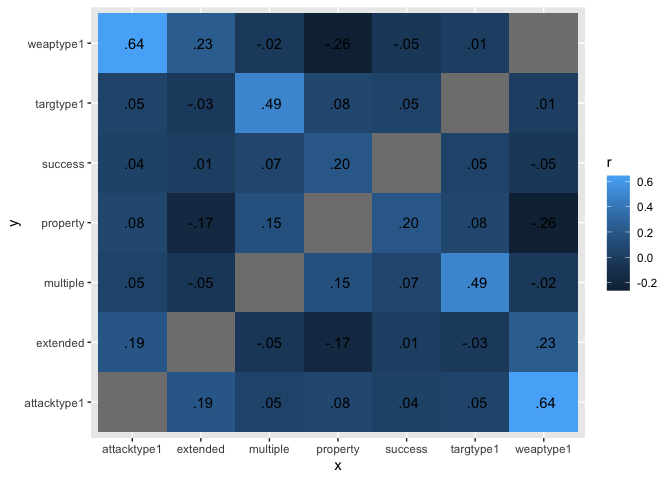 weaptype1 .64 .23 -.02 -.26 -.05 .01
targtype1 .05 -.03 .49 .08 .05 .01
success .04 .01 .07 .20 .05 -.05
property .08 -.17 .15 .20 .08 -.26
multiple .05 -.05 .15 .07 .49 -.02
extended .19 -.05 -.17 .01 -.03 .23
attacktype1 .19 .05 .08 .04 .05 .64
attacktype1 extended multiple property success targtype1 weaptype1
x
y
r
0.6
0.4
0.2
0.0
-0.2